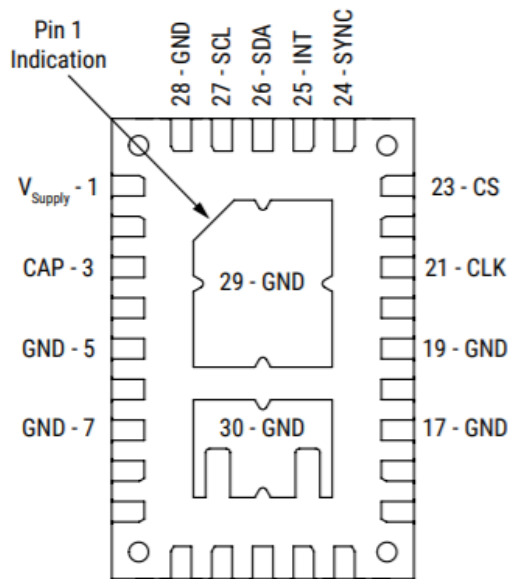 Pin 1
Indication
28 - GND
27 - SCL
26 - SDA
25 - INT
24 - SYNC
VSupply - 1
23 - CS
CAP - 3
29 - GND
21 - CLK
GND - 5
19 - GND
GND - 7
30 - GND
17 - GND